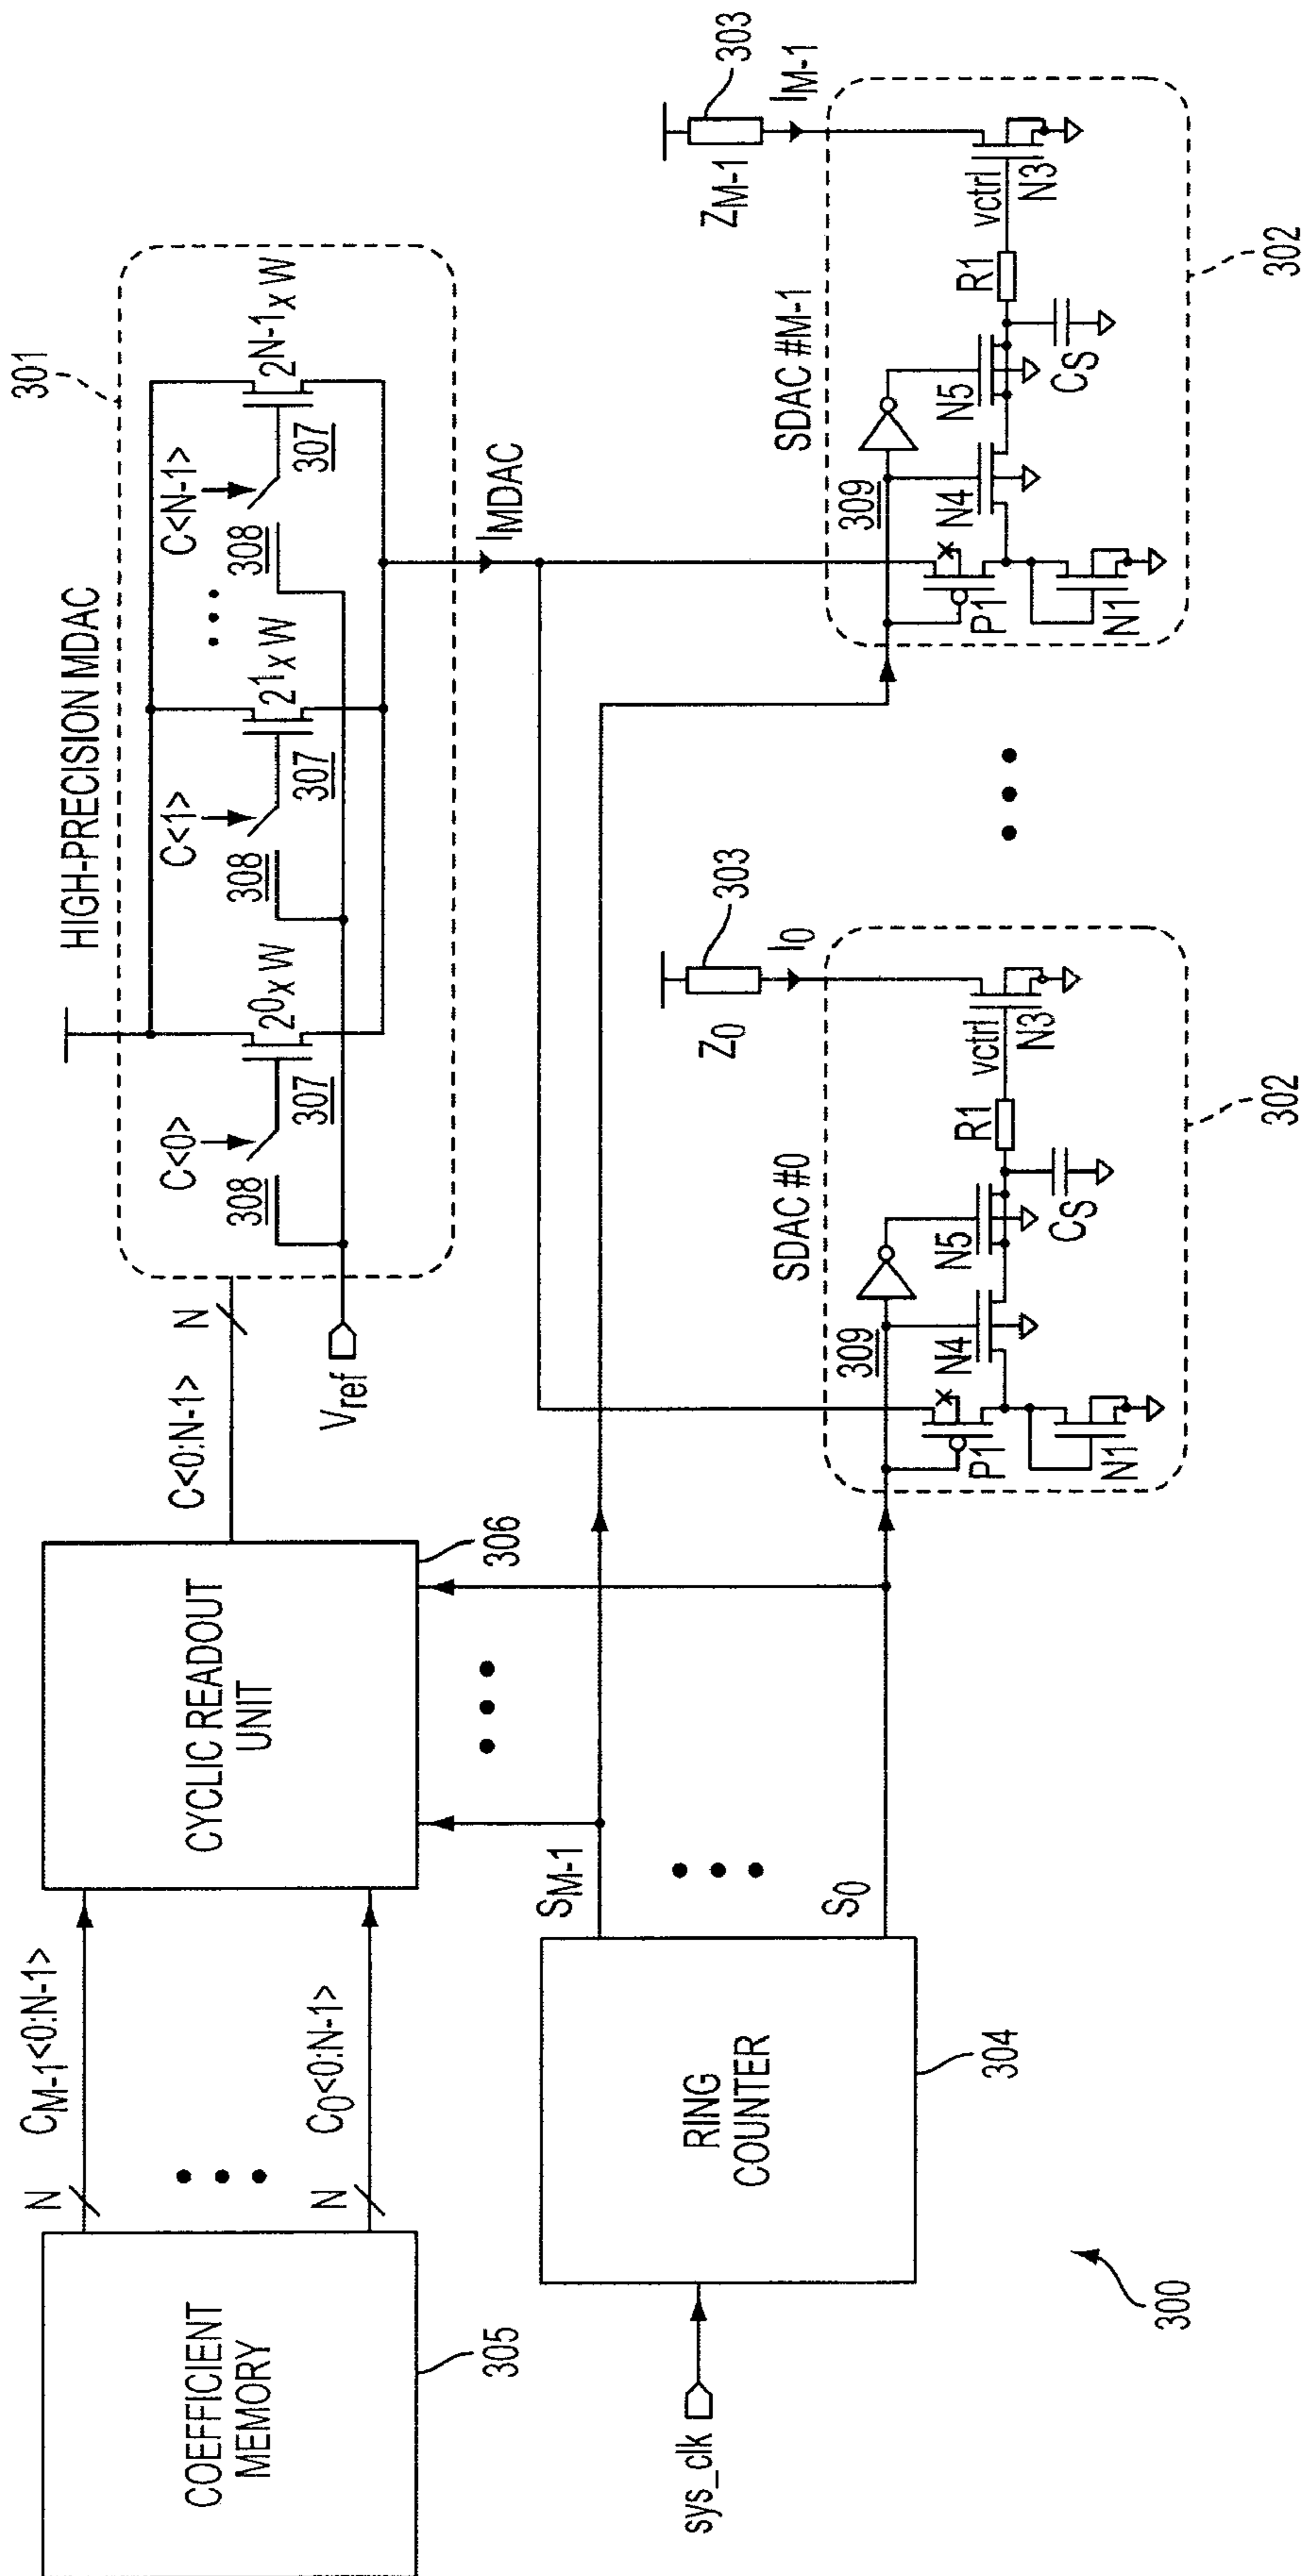 COEFFICIENT
MEMORY
305
N
CM-1<0:N-1>
N
C0<0:N-1>
CYCLIC READOUT
UNIT
306
C<0:N-1>
N
Vref
HIGH-PRECISION MDAC
301
C<0>
308
307
20xW
C<1>
308
307
21xW
C<N-1>
308
307
2N-1xW
IMDAC
sys_clk
RING
COUNTER
304
SM-1
S0
300
SDAC #0
309
P1
N1
N4
N5
CS
R1
vctrl
N3
Z0
I0
303
302
SDAC #M-1
309
P1
N1
N4
N5
CS
R1
vctrl
N3
ZM-1
IM-1
303
302